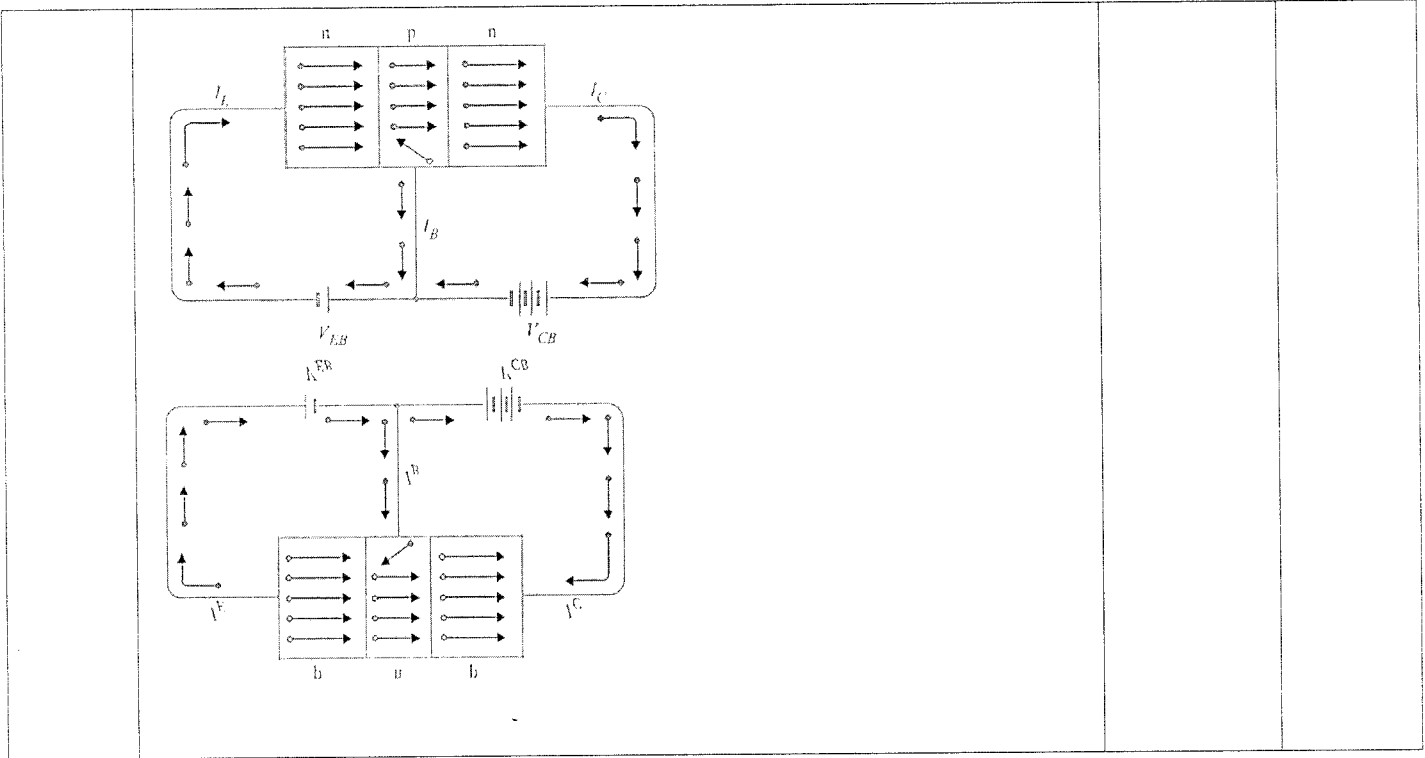 n p n
I_E I_C
I_B
V_EB V_CB
V_EB V_CB
I_B
I_E I_C
p n p